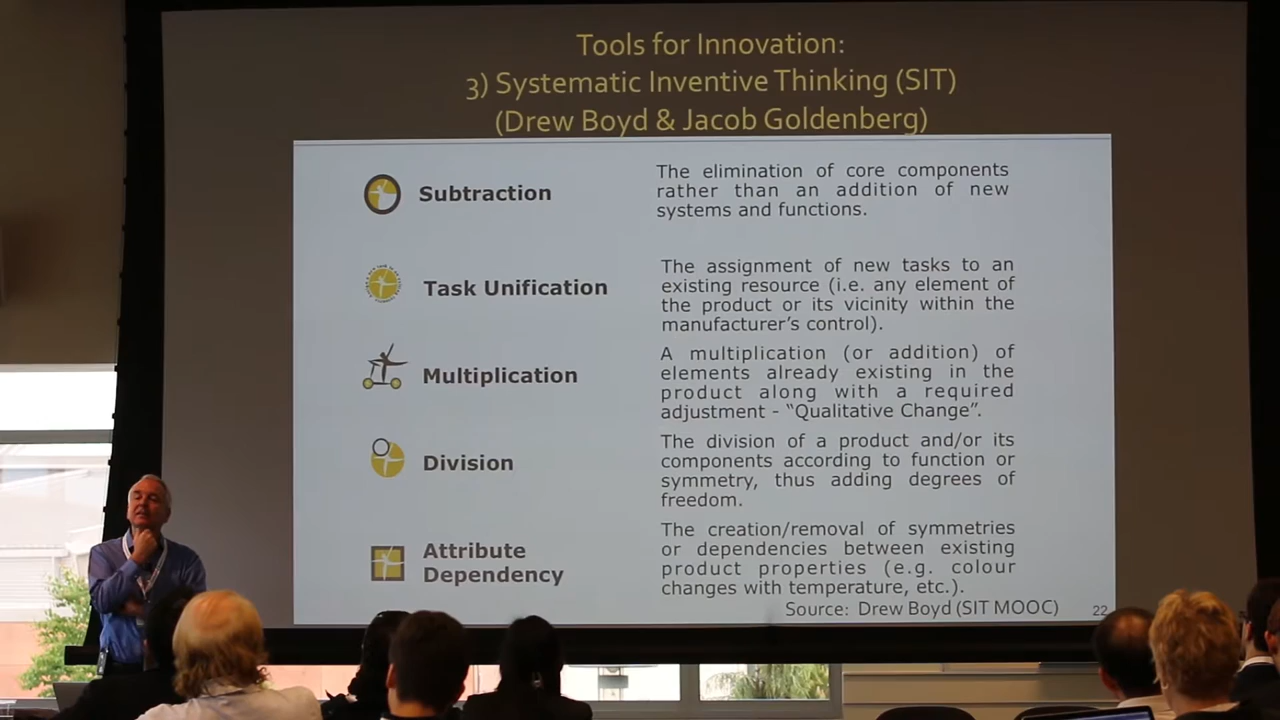 Tools for Innovation:
3) Systematic Inventive Thinking (SIT)
(Drew Boyd & Jacob Goldenberg)
Subtraction
The elimination of core components
rather than an addition of new
systems and functions.
Task Unification
The assignment of new tasks to an
existing resource (i.e. any element of
the product or its vicinity within the
manufacturer's control).
Multiplication
A multiplication (or addition) of
elements already existing in the
product along with a required
adjustment - “Qualitative Change”.
Division
The division of a product and/or its
components according to function or
symmetry, thus adding degrees of
freedom.
Attribute
Dependency
The creation/removal of symmetries
or dependencies between existing
product properties (e.g. colour
changes with temperature, etc.).
Source: Drew Boyd (SIT MOOC)
22